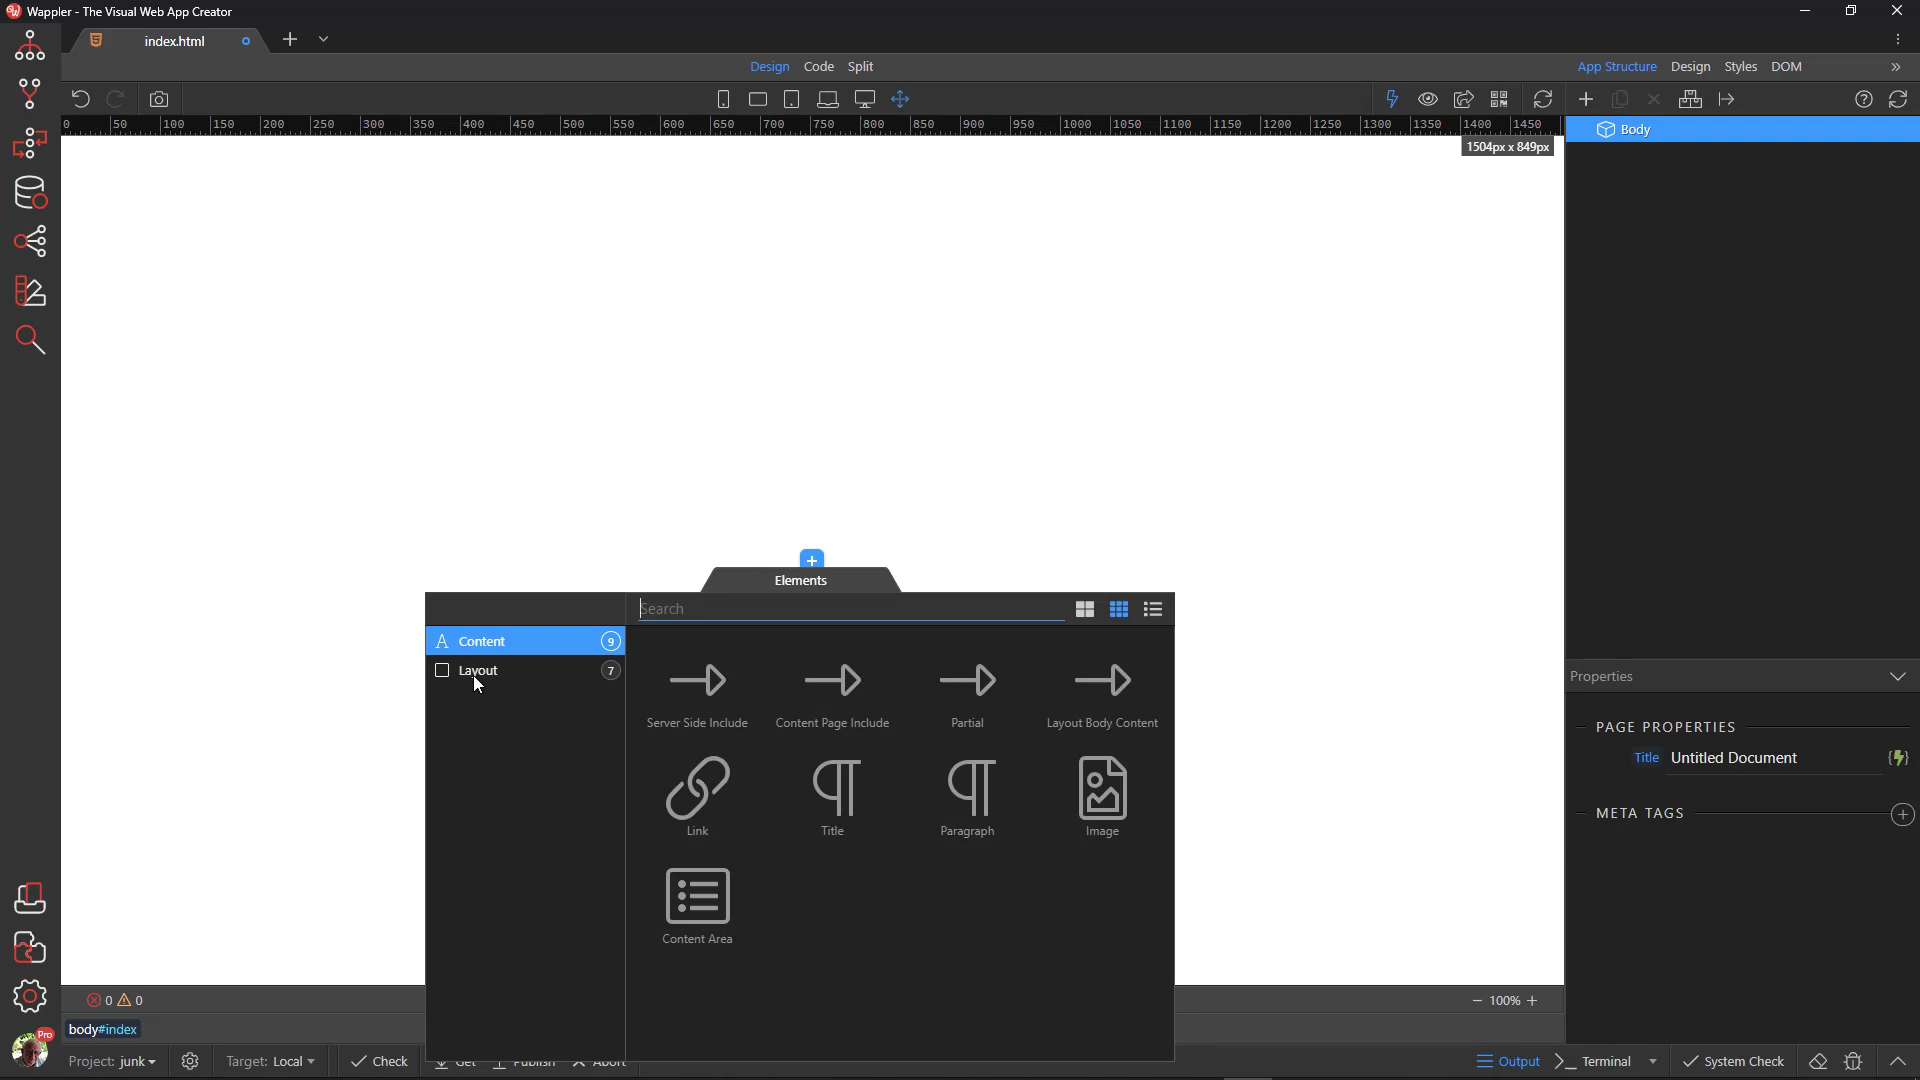 Wappler - The Visual Web App Creator
index.html
Design Code Split
App Structure Design Styles DOM
0 50 100 150 200 250 300 350 400 450 500 550 600 650 700 750 800 850 900 950 1000 1050 1100 1150 1200 1250 1300 1350 1400 1450
Body
1504px x 849px
Elements
Search
Content 9
Layout 7
Server Side Include
Content Page Include
Partial
Layout Body Content
Link
Title
Paragraph
Image
Content Area
Properties
PAGE PROPERTIES
Title Untitled Document
META TAGS
0 0
100%
body#index
Pro
Project: junk
Target: Local
Check
Get
Publish
Abort
Output
Terminal
System Check